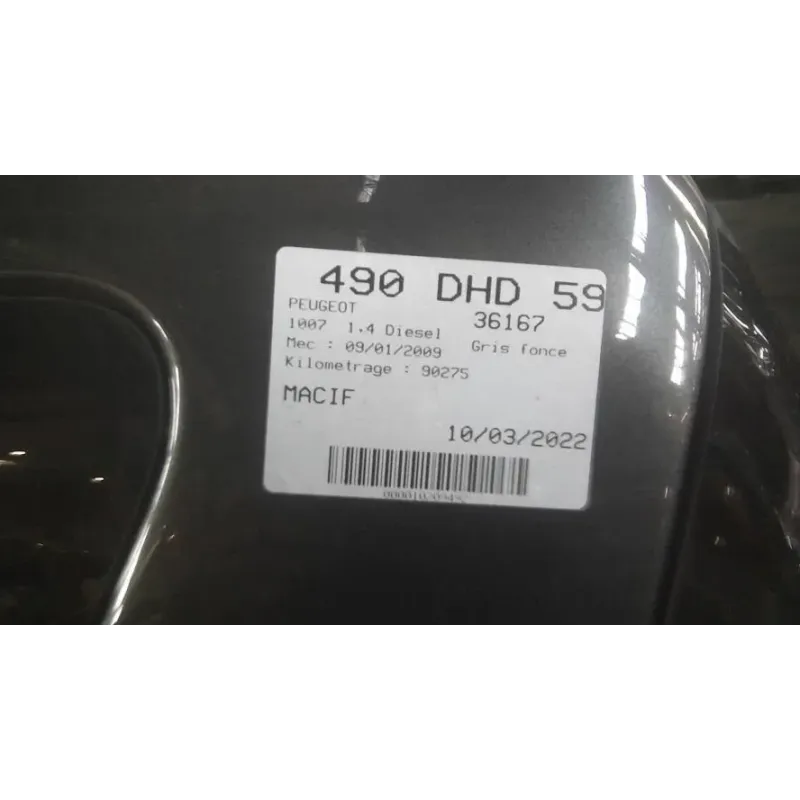 490 DHD 59
PEUGEOT
36167
1007 1.4 Diesel
Mec : 09/01/2009 Gris fonce
Kilometrage : 90275
MACIF
10/03/2022